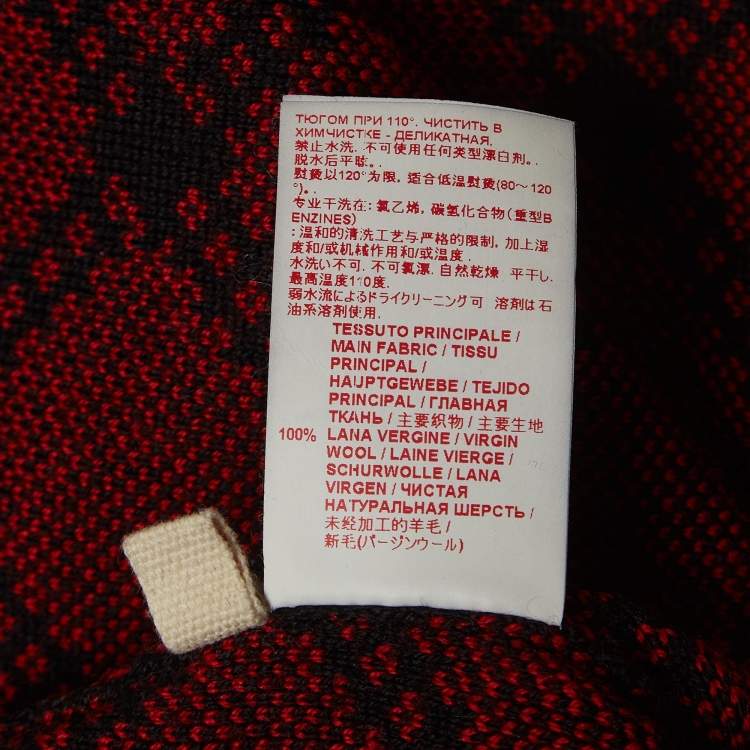 ТЮГОМ ПРИ 110°. ЧИСТИТЬ В
ХИМЧИСТКЕ - ДЕЛИКАТНАЯ.
禁止水洗. 不可使用任何类型漂白剂。.
脱水后平晾。.
熨烫以120°为限, 适合低温熨烫(80～120
°)。.
专业干洗在: 氯乙烯, 碳氢化合物 (重型B
ENZINES)
: 温和的清洗工艺与严格的限制, 加上湿
度和/或机械作用和/或温度 .
水洗い不可. 不可氯漂. 自然乾燥 平干し.
最高温度110度.
弱水流によるドライクリーニング可 溶剤は石
油系溶剤使用.
TESSUTO PRINCIPALE /
MAIN FABRIC / TISSU
PRINCIPAL /
HAUPTGEWEBE / TEJIDO
PRINCIPAL / ГЛАВНАЯ
ТКАНЬ / 主要织物 / 主要生地
100% LANA VERGINE / VIRGIN
WOOL / LAINE VIERGE /
SCHURWOLLE / LANA
VIRGEN / ЧИСТАЯ
НАТУРАЛЬНАЯ ШЕРСТЬ /
未经加工的羊毛 /
新毛(バージンウール)